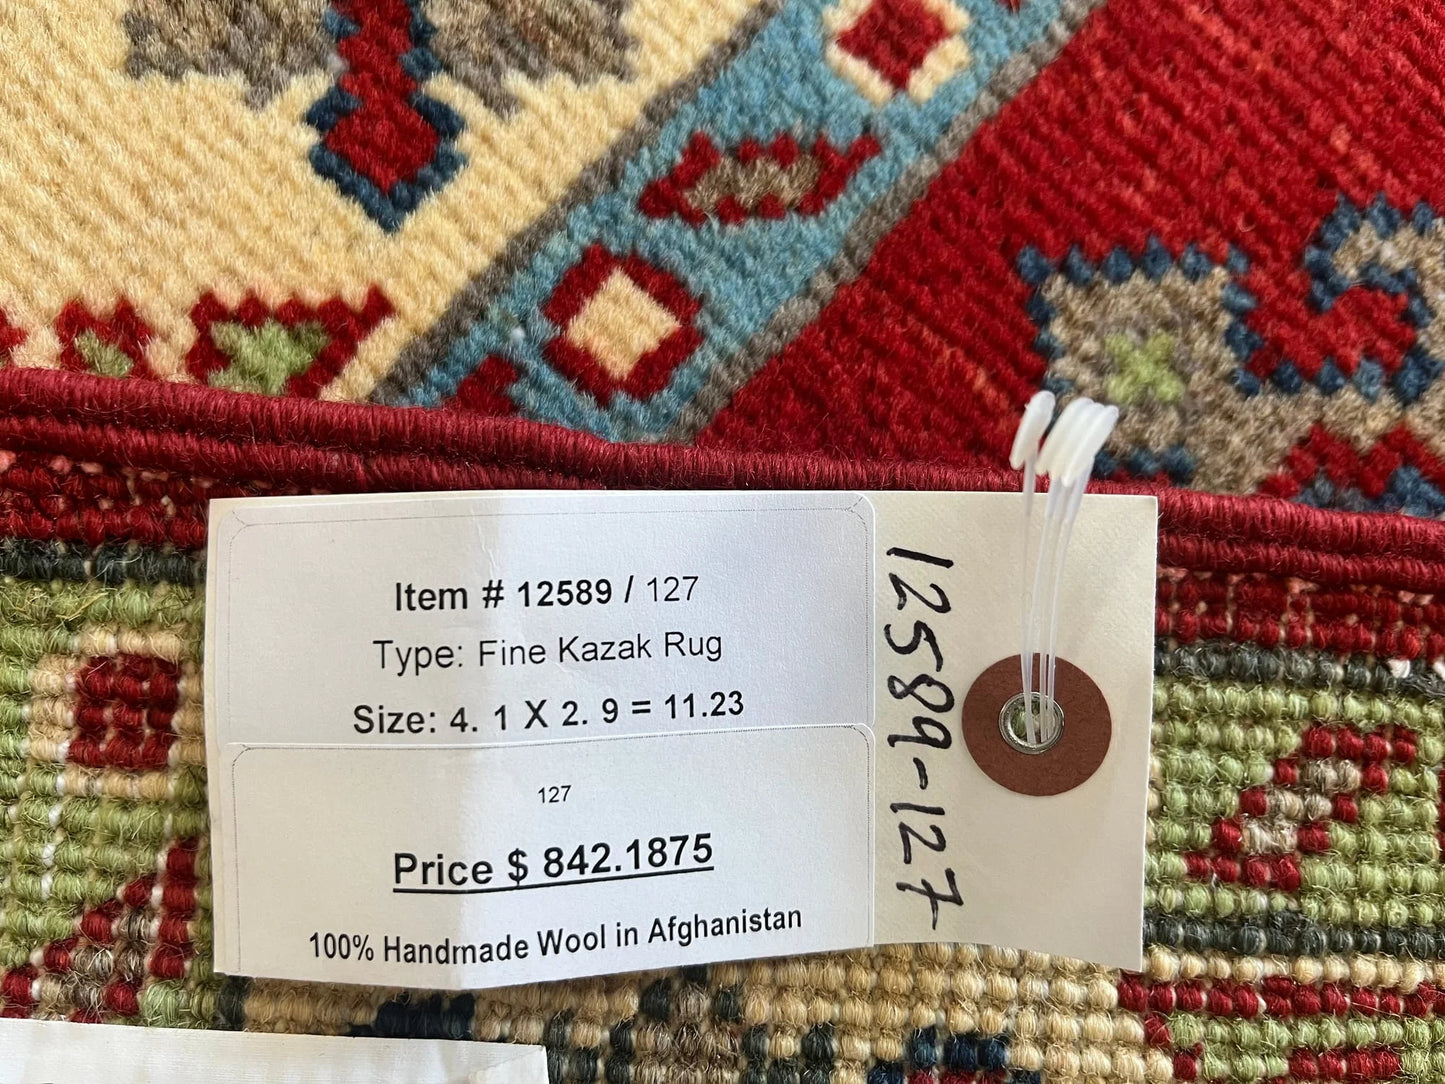 Item # 12589 / 127
Type: Fine Kazak Rug
Size: 4. 1 X 2. 9 = 11.23
127
Price $ 842.1875
100% Handmade Wool in Afghanistan
12589-127